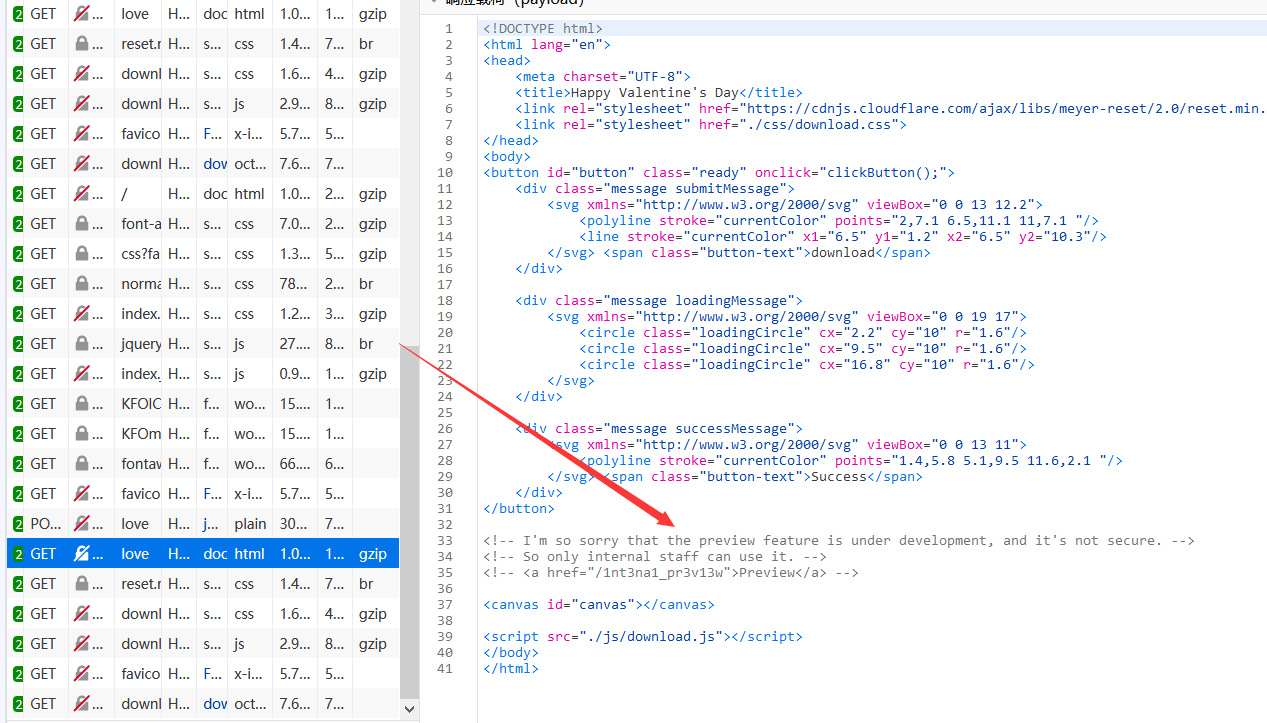 2 GET ... love H... doc html 1.0... 1... gzip
2 GET ... reset.r H... s... css 1.4... 7... br
2 GET ... downl H... s... css 1.6... 4... gzip
2 GET ... downl H... s... js 2.9... 8... gzip
2 GET ... favico H... F... x-i... 5.7... 5...
2 GET ... downl H... dow oct... 7.6... 7...
2 GET ... / H... doc html 1.0... 2... gzip
2 GET ... font-a H... s... css 7.0... 2... gzip
2 GET ... css?fa H... s... css 1.3... 5... gzip
2 GET ... norma H... s... css 78... 2... br
2 GET ... index. H... s... css 1.2... 3... gzip
2 GET ... jquery H... s... js 27.... 8... br
2 GET ... index. H... s... js 0.9... 1... gzip
2 GET ... KFOlC H... f... wo... 15.... 1...
2 GET ... KFOm H... f... wo... 15.... 1...
2 GET ... fontaw H... f... wo... 66.... 6...
2 GET ... favico H... F... x-i... 5.7... 5...
2 PO... ... love H... j... plain 30... 7...
2 GET ... love H... doc html 1.0... 1... gzip
2 GET ... reset.r H... s... css 1.4... 7... br
2 GET ... downl H... s... css 1.6... 4... gzip
2 GET ... downl H... s... js 2.9... 8... gzip
2 GET ... favico H... F... x-i... 5.7... 5...
2 GET ... downl H... dow oct... 7.6... 7...
响应载荷 (payload)
1 <!DOCTYPE html>
2 <html lang="en">
3 <head>
4 <meta charset="UTF-8">
5 <title>Happy Valentine's Day</title>
6 <link rel="stylesheet" href="https://cdnjs.cloudflare.com/ajax/libs/meyer-reset/2.0/reset.min.
7 <link rel="stylesheet" href="./css/download.css">
8 </head>
9 <body>
10 <button id="button" class="ready" onclick="clickButton();">
11 <div class="message submitMessage">
12 <svg xmlns="http://www.w3.org/2000/svg" viewBox="0 0 13 12.2">
13 <polyline stroke="currentColor" points="2,7.1 6.5,11.1 11,7.1 "/>
14 <line stroke="currentColor" x1="6.5" y1="1.2" x2="6.5" y2="10.3"/>
15 </svg> <span class="button-text">download</span>
16 </div>
17
18 <div class="message loadingMessage">
19 <svg xmlns="http://www.w3.org/2000/svg" viewBox="0 0 19 17">
20 <circle class="loadingCircle" cx="2.2" cy="10" r="1.6"/>
21 <circle class="loadingCircle" cx="9.5" cy="10" r="1.6"/>
22 <circle class="loadingCircle" cx="16.8" cy="10" r="1.6"/>
23 </svg>
24 </div>
25
26 <div class="message successMessage">
27 <svg xmlns="http://www.w3.org/2000/svg" viewBox="0 0 13 11">
28 <polyline stroke="currentColor" points="1.4,5.8 5.1,9.5 11.6,2.1 "/>
29 </svg> <span class="button-text">Success</span>
30 </div>
31 </button>
32
33 <!-- I'm so sorry that the preview feature is under development, and it's not secure. -->
34 <!-- So only internal staff can use it. -->
35 <!-- <a href="/1nt3na1_pr3v13w">Preview</a> -->
36
37 <canvas id="canvas"></canvas>
38
39 <script src="./js/download.js"></script>
40 </body>
41 </html>